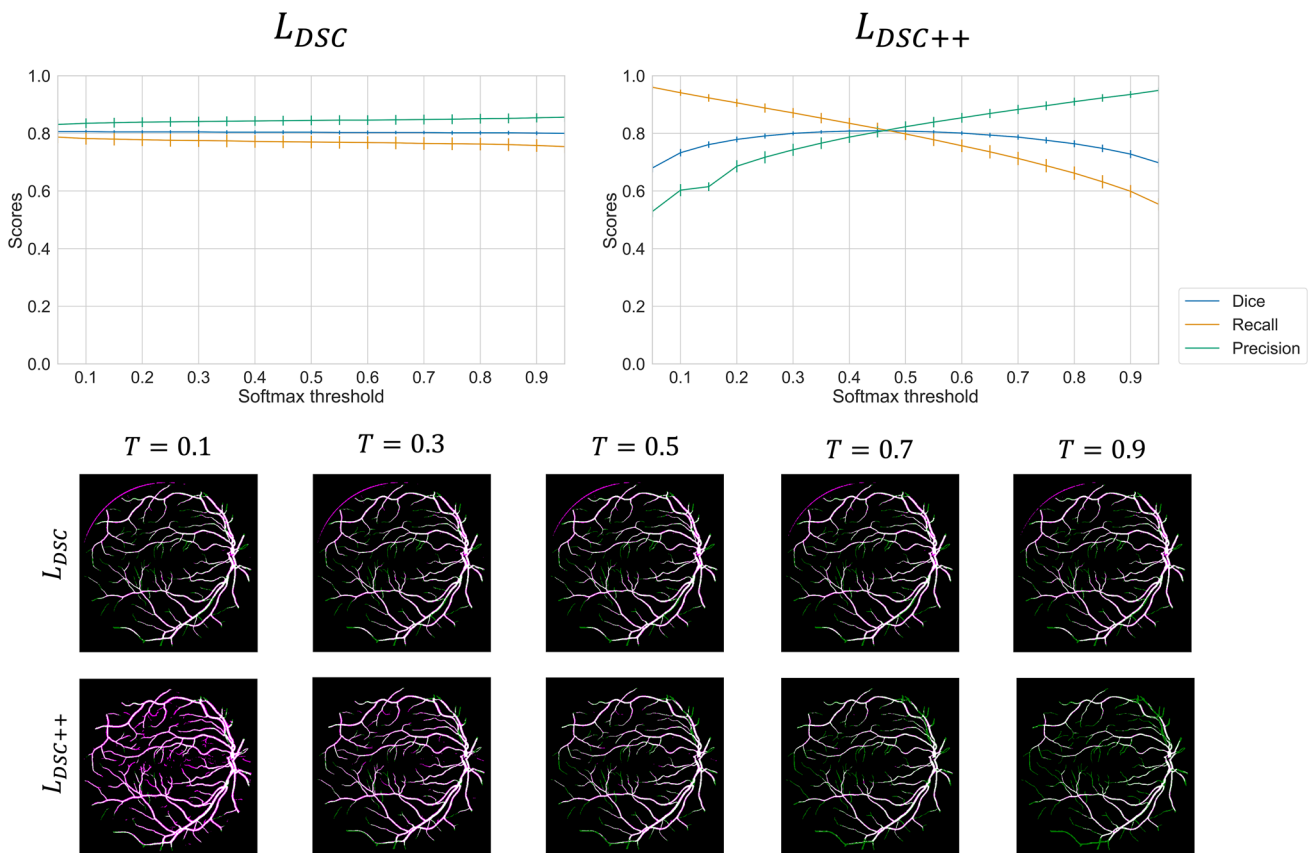 L_DSC
L_DSC++
1.0
0.8
0.6
0.4
0.2
0.0
Scores
0.1 0.2 0.3 0.4 0.5 0.6 0.7 0.8 0.9
Softmax threshold
1.0
0.8
0.6
0.4
0.2
0.0
Scores
0.1 0.2 0.3 0.4 0.5 0.6 0.7 0.8 0.9
Softmax threshold
Dice
Recall
Precision
T = 0.1 T = 0.3 T = 0.5 T = 0.7 T = 0.9
L_DSC
L_DSC++